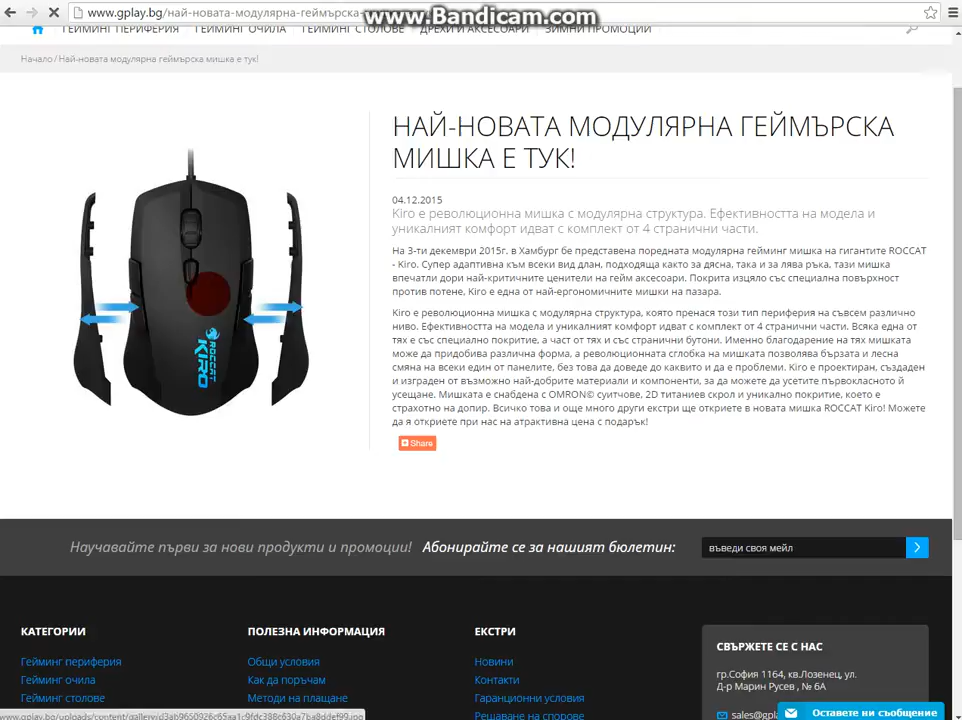 www.gplay.bg/най-новата-модулярна-геймърска-
www.Bandicam.com
ГЕЙМИНГ ПЕРИФЕРИЯ ГЕЙМИНГ ОЧИЛА ГЕЙМИНГ СТОЛОВЕ ДРЕХИ И АКСЕСОАРИ ЗИМНИ ПРОМОЦИИ
Начало / Най-новата модулярна геймърска мишка е тук!
НАЙ-НОВАТА МОДУЛЯРНА ГЕЙМЪРСКА
МИШКА Е ТУК!
04.12.2015
Kiro е революционна мишка с модулярна структура. Ефективността на модела и
уникалният комфорт идват с комплект от 4 странични части.
На 3-ти декември 2015г. в Хамбург бе представена поредната модулярна гейминг мишка на гигантите ROCCAT
- Kiro. Супер адаптивна към всеки вид длан, подходяща както за дясна, така и за лява ръка, тази мишка
впечатли дори най-критичните ценители на гейм аксесоари. Покрита изцяло със специална повърхност
против потене, Kiro е една от най-ергономичните мишки на пазара.
Kiro е революционна мишка с модулярна структура, която пренася този тип периферия на съвсем различно
ниво. Ефективността на модела и уникалният комфорт идват с комплект от 4 странични части. Всяка една от
тях е със специално покритие, а част от тях и със странични бутони. Именно благодарение на тях мишката
може да придобива различна форма, а революционната сглобка на мишката позволява бързата и лесна
смяна на всеки един от панелите, без това да доведе до каквито и да е проблеми. Kiro е проектиран, създаден
и изграден от възможно най-добрите материали и компоненти, за да можете да усетите първокласното й
усещане. Мишката е снабдена с OMRON© суитчове, 2D титаниев скрол и уникално покритие, което е
страхотно на допир. Всичко това и още много други екстри ще откриете в новата мишка ROCCAT Kiro! Можете
да я откриете при нас на атрактивна цена с подарък!
ROCCAT
KIRO
Share
Научавайте първи за нови продукти и промоции! Абонирайте се за нашият бюлетин:
въведи своя мейл
КАТЕГОРИИ
Гейминг периферия
Гейминг очила
Гейминг столове
ПОЛЕЗНА ИНФОРМАЦИЯ
Общи условия
Как да поръчам
Методи на плащане
ЕКСТРИ
Новини
Контакти
Гаранционни условия
Решаване на спорове
СВЪРЖЕТЕ СЕ С НАС
гр.София 1164, кв.Лозенец, ул.
Д-р Марин Русев , № 6А
sales@gpl
Оставете ни съобщение